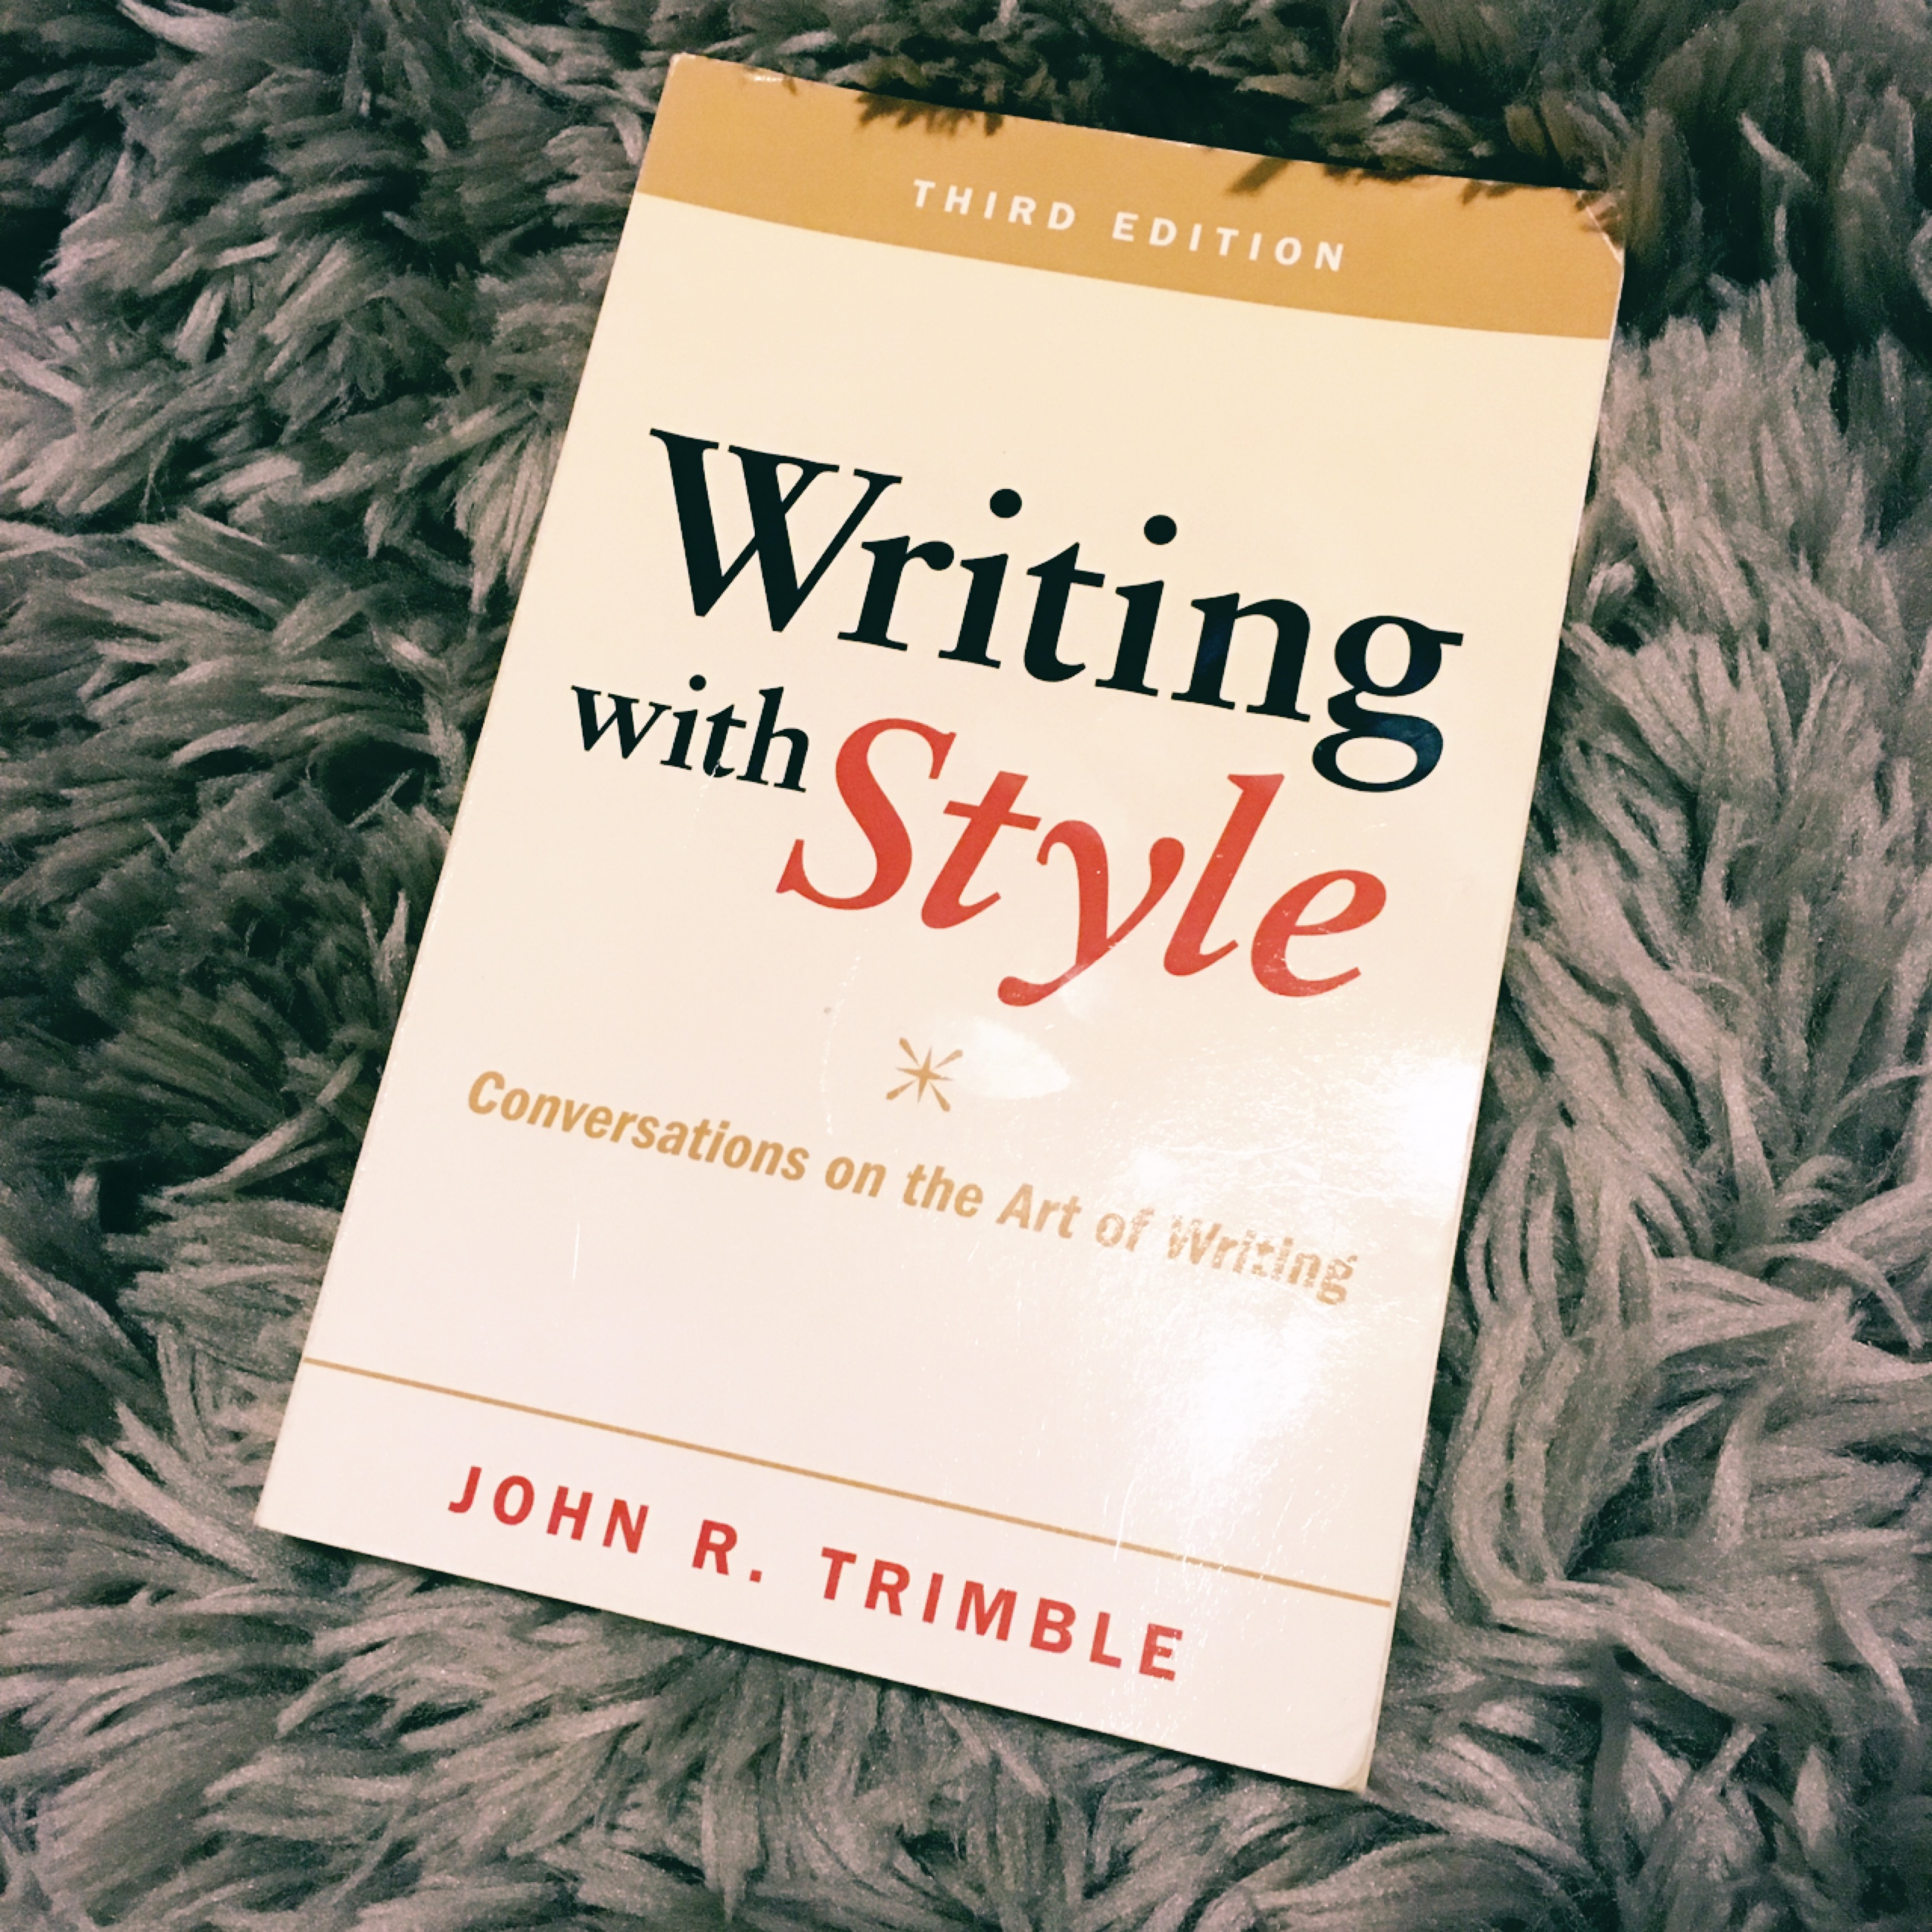 THIRD EDITION
Writing
with Style
Conversations on the Art of Writing
JOHN R. TRIMBLE